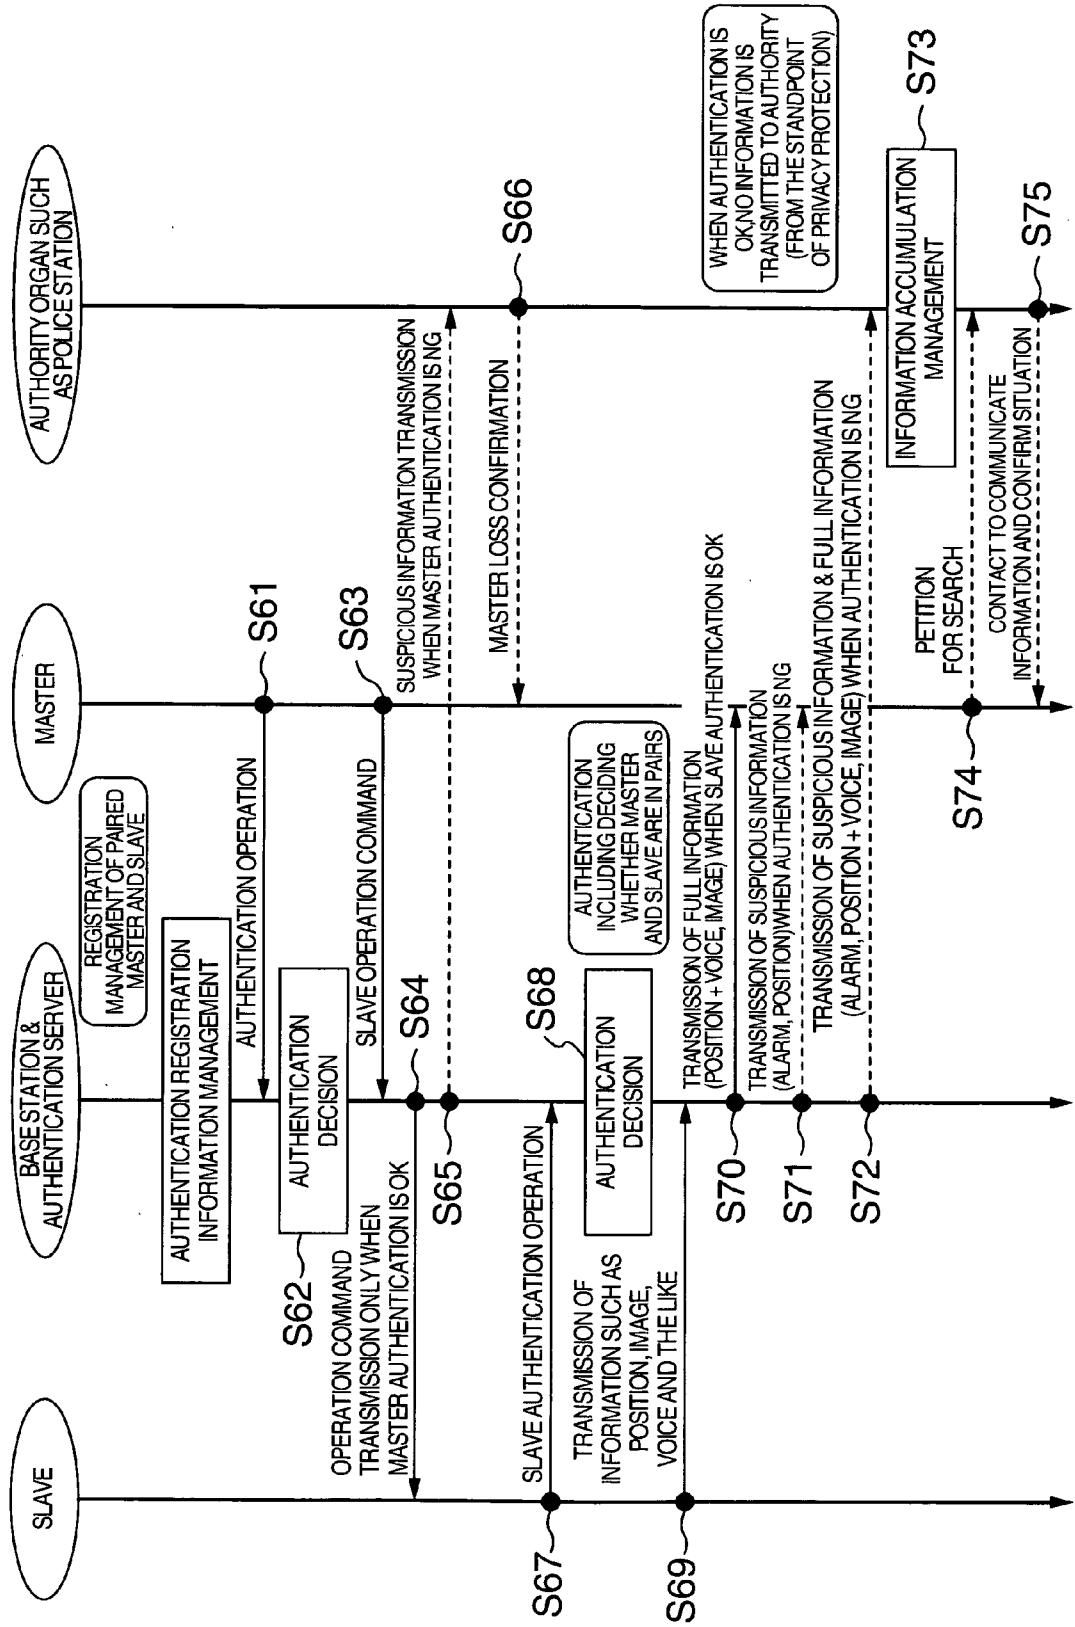 SLAVE
BASE STATION &
AUTHENTICATION SERVER
MASTER
AUTHORITY ORGAN SUCH
AS POLICE STATION
REGISTRATION
MANAGEMENT OF PAIRED
MASTER AND SLAVE
AUTHENTICATION REGISTRATION
INFORMATION MANAGEMENT
AUTHENTICATION OPERATION
S61
AUTHENTICATION
DECISION
S62
SLAVE OPERATION COMMAND
S63
OPERATION COMMAND
TRANSMISSION ONLY WHEN
MASTER AUTHENTICATION IS OK
S64
SUSPICIOUS INFORMATION TRANSMISSION
WHEN MASTER AUTHENTICATION IS NG
S65
MASTER LOSS CONFIRMATION
S66
SLAVE AUTHENTICATION OPERATION
S67
AUTHENTICATION
DECISION
S68
AUTHENTICATION
INCLUDING DECIDING
WHETHER MASTER
AND SLAVE ARE IN PAIRS
TRANSMISSION OF
INFORMATION SUCH AS
POSITION, IMAGE,
VOICE AND THE LIKE
S69
TRANSMISSION OF FULL INFORMATION
(POSITION + VOICE, IMAGE) WHEN SLAVE AUTHENTICATION IS OK
S70
TRANSMISSION OF SUSPICIOUS INFORMATION
(ALARM, POSITION) WHEN AUTHENTICATION IS NG
S71
TRANSMISSION OF SUSPICIOUS INFORMATION & FULL INFORMATION
(ALARM, POSITION + VOICE, IMAGE) WHEN AUTHENTICATION IS NG
S72
WHEN AUTHENTICATION IS
OK, NO INFORMATION IS
TRANSMITTED TO AUTHORITY
(FROM THE STANDPOINT
OF PRIVACY PROTECTION)
INFORMATION ACCUMULATION
MANAGEMENT
S73
PETITION
FOR SEARCH
S74
CONTACT TO COMMUNICATE
INFORMATION AND CONFIRM SITUATION
S75